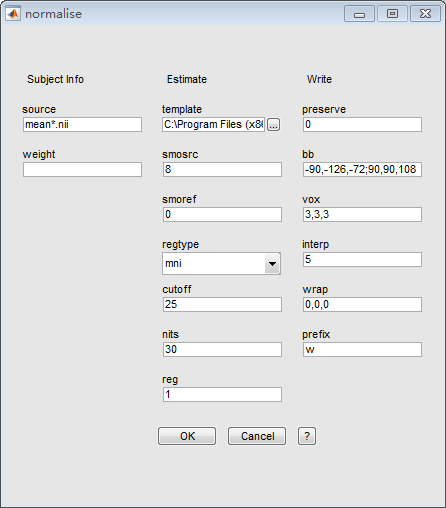 normalise
Subject Info
Estimate
Write
source
mean*.nii
weight
template
C:\Program Files (x86
...
smosrc
8
smoref
0
regtype
mni
cutoff
25
nits
30
reg
1
preserve
0
bb
-90,-126,-72;90,90,108
vox
3,3,3
interp
5
wrap
0,0,0
prefix
w
OK
Cancel
?